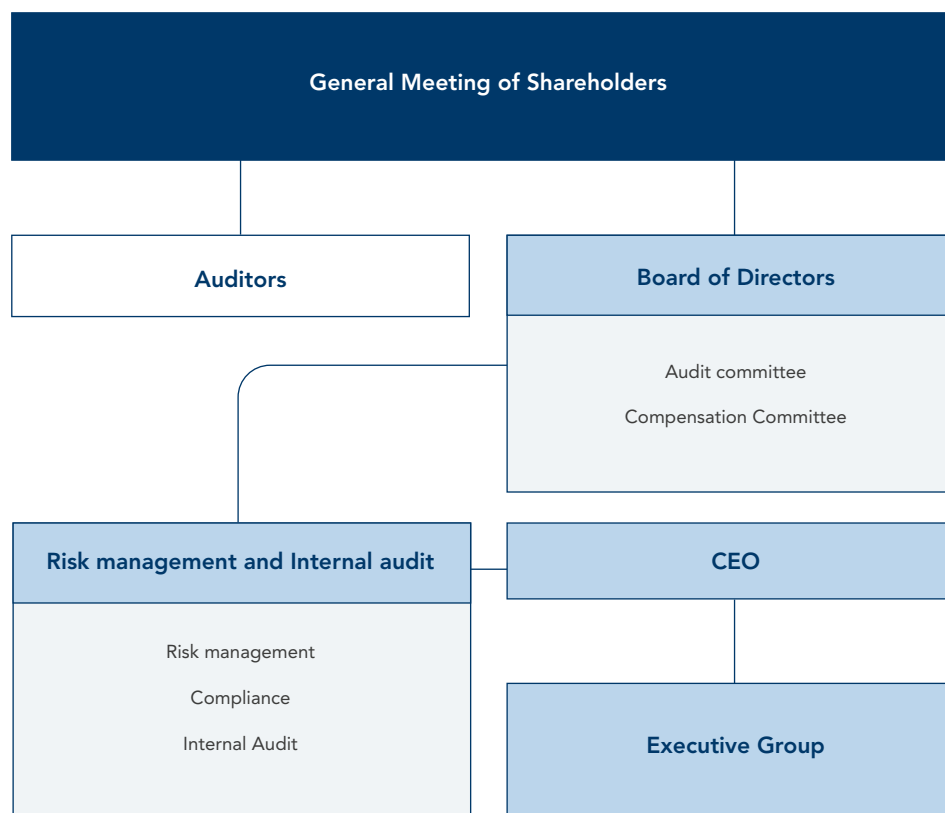 General Meeting of Shareholders
Auditors
Board of Directors
Audit committee
Compensation Committee
Risk management and Internal audit
Risk management
Compliance
Internal Audit
CEO
Executive Group